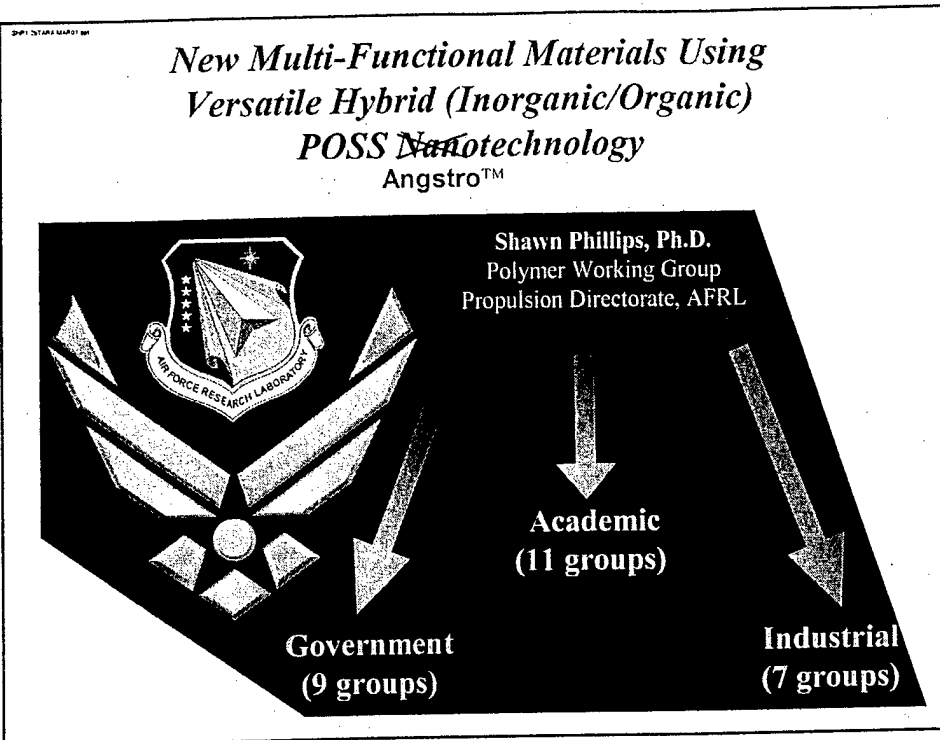 New Multi-Functional Materials Using
Versatile Hybrid (Inorganic/Organic)
POSS Nanotechnology
Angstro™
Shawn Phillips, Ph.D.
Polymer Working Group
Propulsion Directorate, AFRL
AIR FORCE RESEARCH LABORATORY
Academic
(11 groups)
Government
(9 groups)
Industrial
(7 groups)